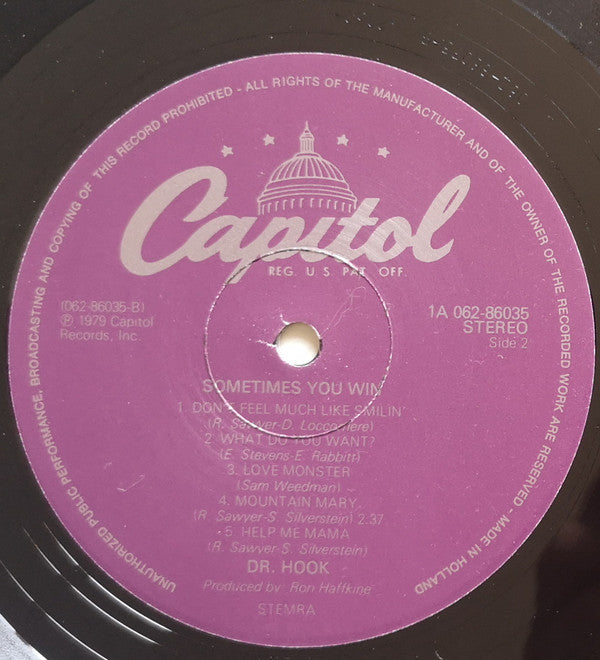 UNAUTHORIZED PUBLIC PERFORMANCE, BROADCASTING AND COPYING OF THIS RECORD PROHIBITED - ALL RIGHTS OF THE MANUFACTURER AND OF THE OWNER OF THE RECORDED WORK ARE RESERVED - MADE IN HOLLAND
Capitol
REG. U.S. PAT. OFF.
(062-86035-B)
℗ 1979 Capitol
Records, Inc.
1A 062-86035
STEREO
Side 2
SOMETIMES YOU WIN
1. DON'T FEEL MUCH LIKE SMILIN'
(R. Sawyer-D. Loccorriere)
2. WHAT DO YOU WANT?
(E. Stevens-E. Rabbitt)
3. LOVE MONSTER
(Sam Weedman)
4. MOUNTAIN MARY
(R. Sawyer-S. Silverstein) 2.37
5. HELP ME MAMA
(R. Sawyer-S. Silverstein)
DR. HOOK
Produced by: Ron Haffkine
STEMRA